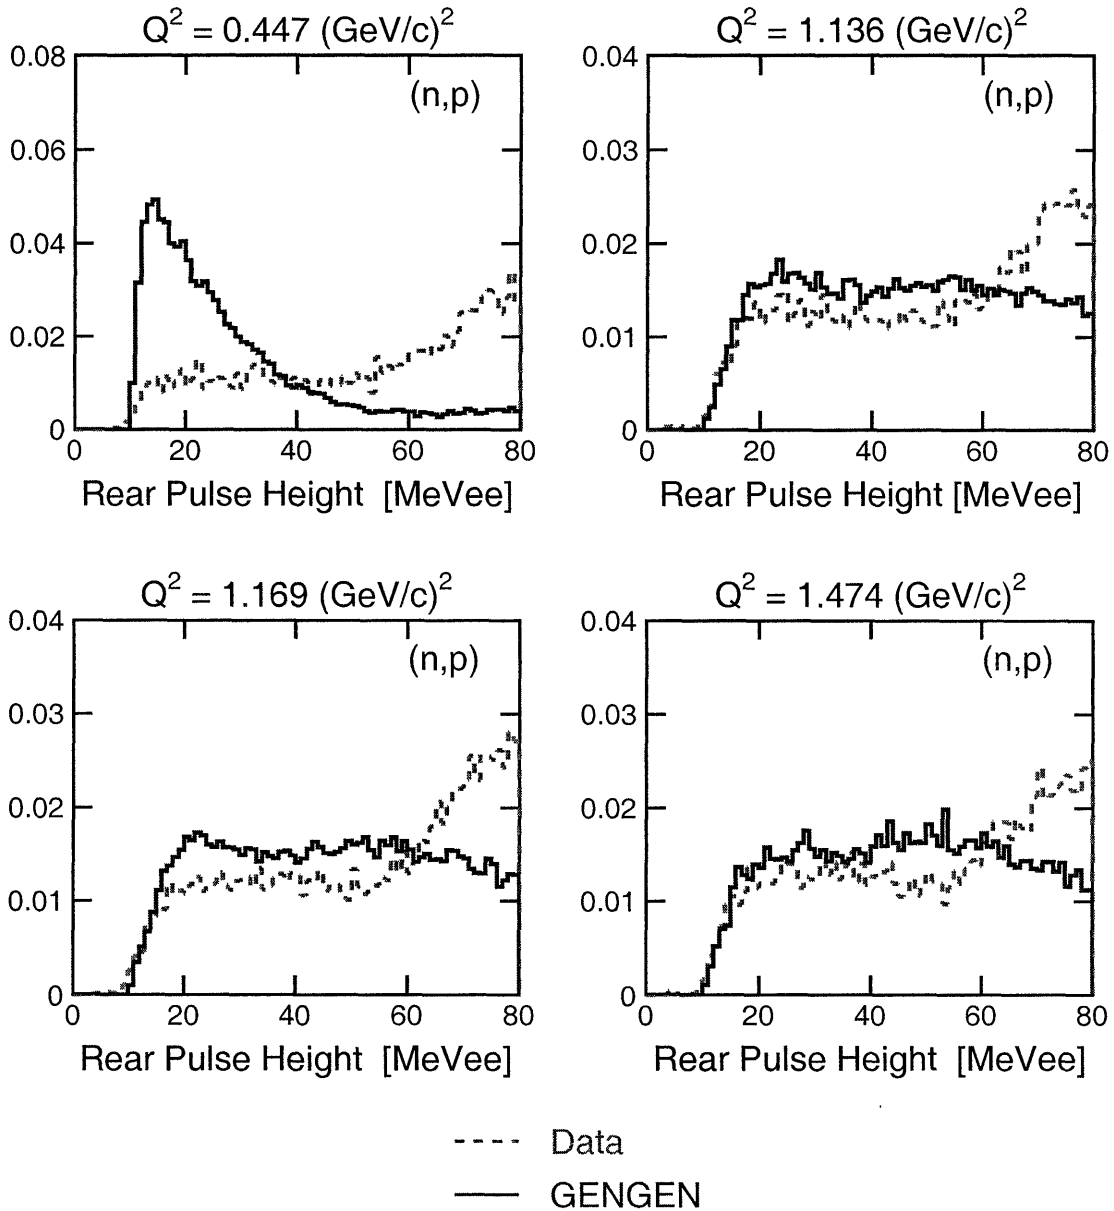 Q² = 0.447 (GeV/c)²
(n,p)
0.08
0.06
0.04
0.02
0
0 20 40 60 80
Rear Pulse Height [MeVee]
Q² = 1.136 (GeV/c)²
(n,p)
0.04
0.03
0.02
0.01
0
0 20 40 60 80
Rear Pulse Height [MeVee]
Q² = 1.169 (GeV/c)²
(n,p)
0.04
0.03
0.02
0.01
0
0 20 40 60 80
Rear Pulse Height [MeVee]
Q² = 1.474 (GeV/c)²
(n,p)
0.04
0.03
0.02
0.01
0
0 20 40 60 80
Rear Pulse Height [MeVee]
Data
GENGEN